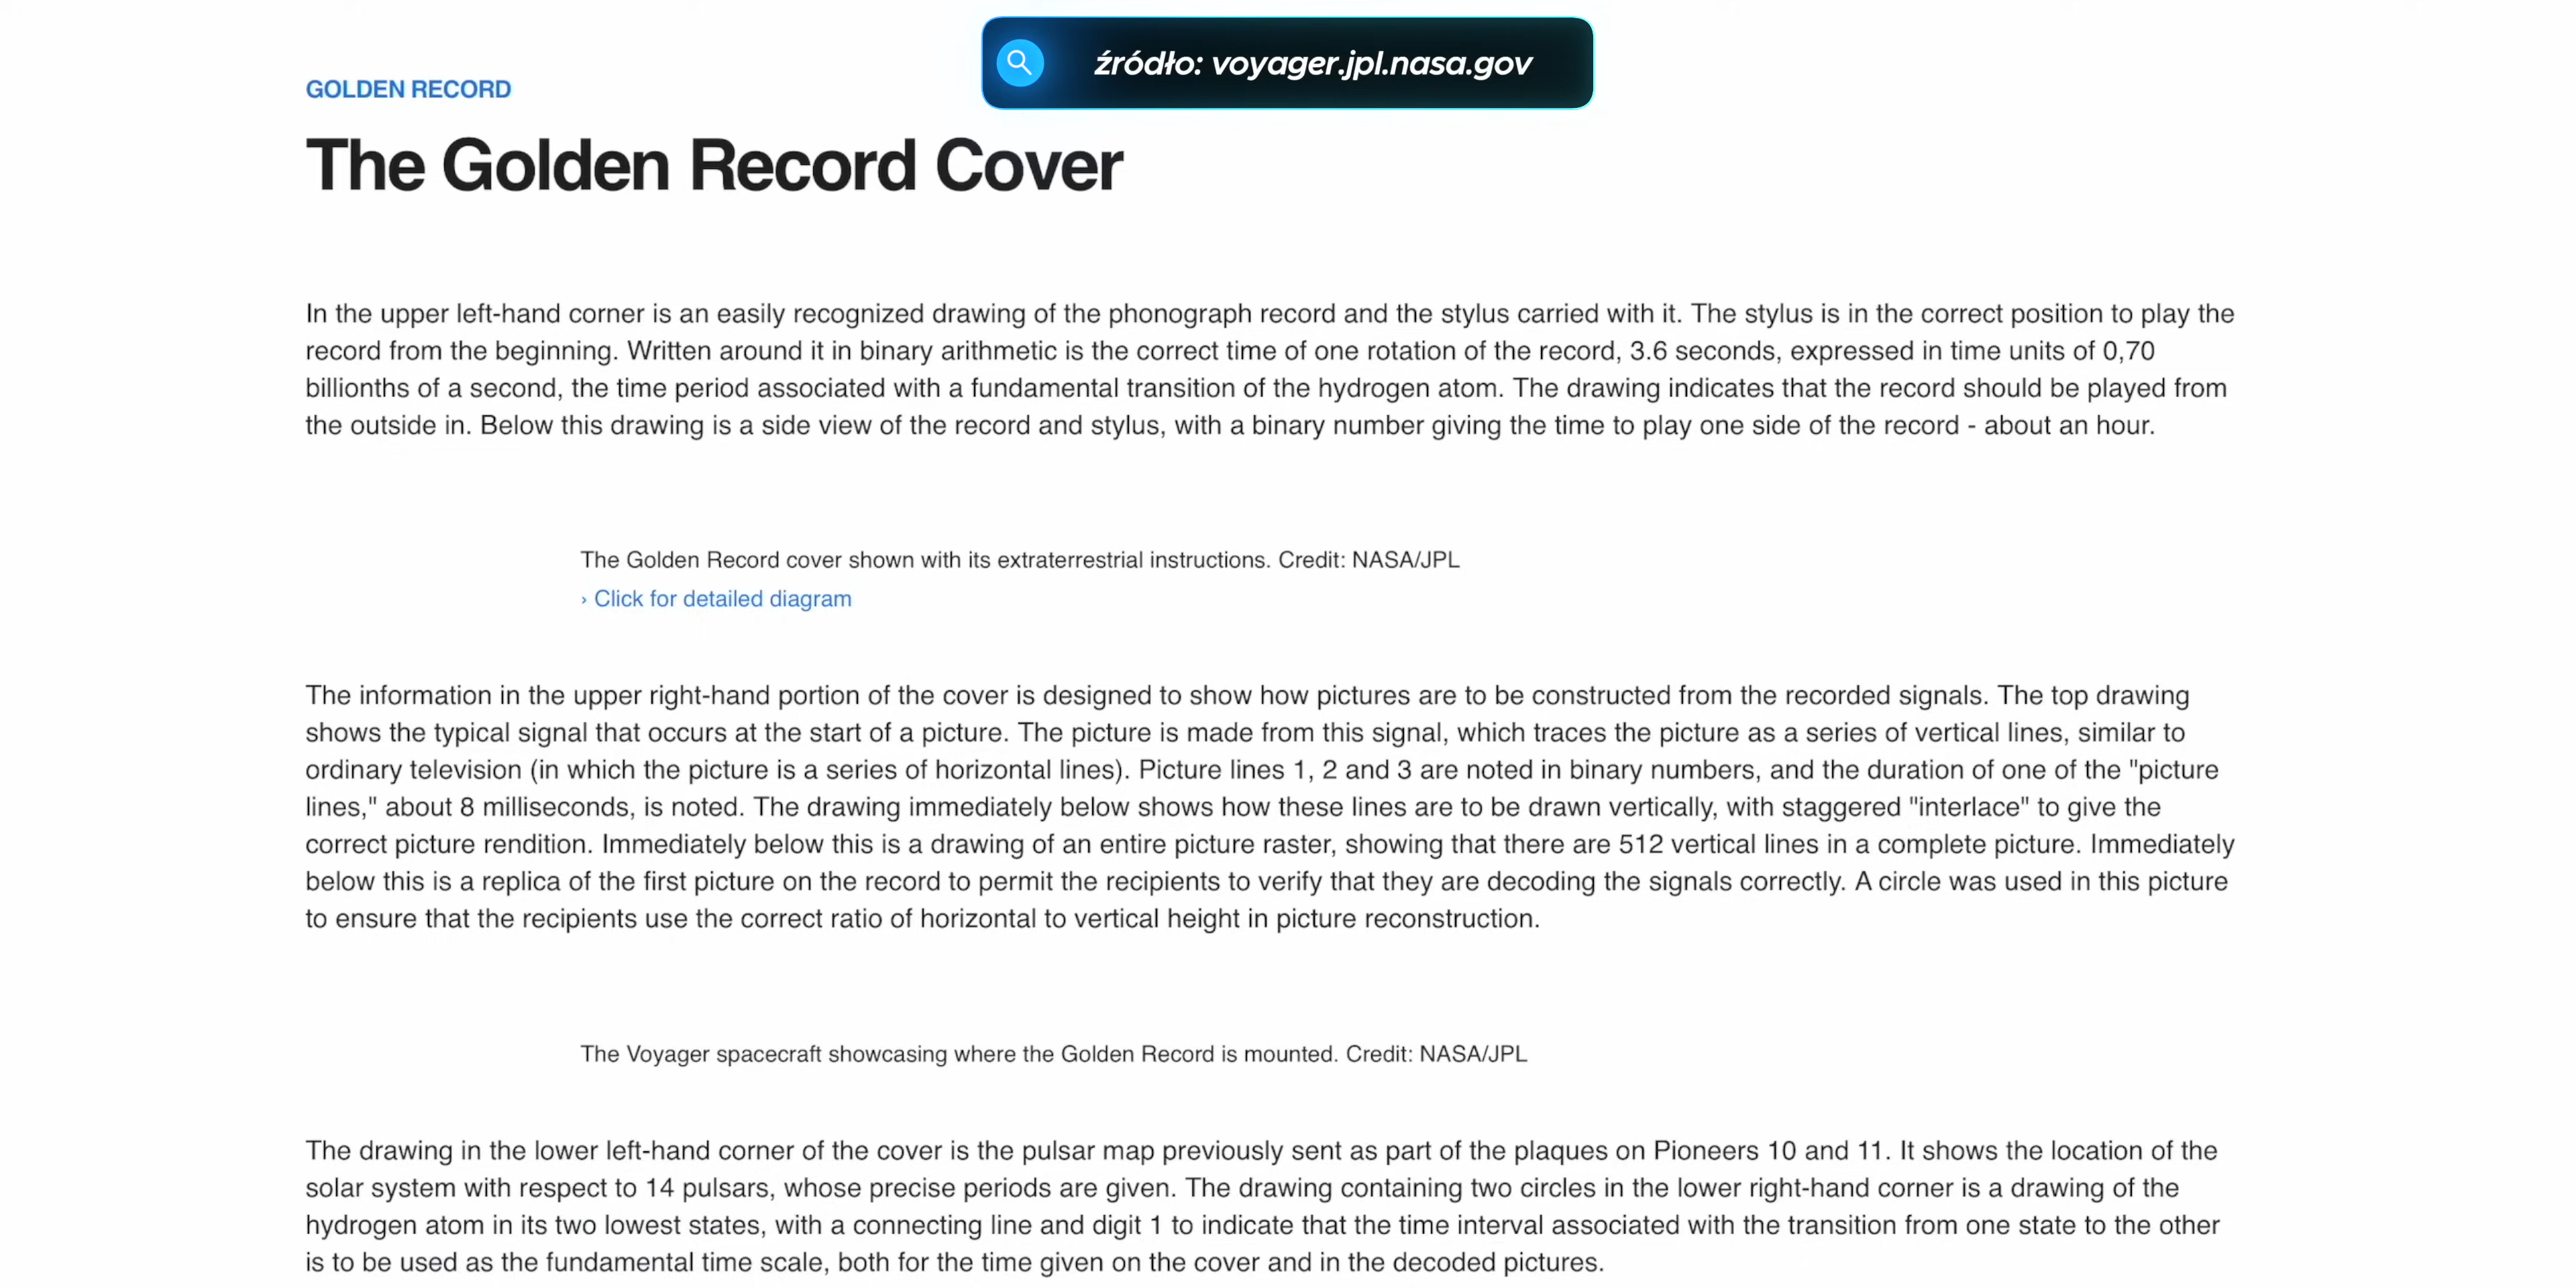 źródło: voyager.jpl.nasa.gov
GOLDEN RECORD
The Golden Record Cover
In the upper left-hand corner is an easily recognized drawing of the phonograph record and the stylus carried with it. The stylus is in the correct position to play the
record from the beginning. Written around it in binary arithmetic is the correct time of one rotation of the record, 3.6 seconds, expressed in time units of 0,70
billionths of a second, the time period associated with a fundamental transition of the hydrogen atom. The drawing indicates that the record should be played from
the outside in. Below this drawing is a side view of the record and stylus, with a binary number giving the time to play one side of the record - about an hour.
The Golden Record cover shown with its extraterrestrial instructions. Credit: NASA/JPL
› Click for detailed diagram
The information in the upper right-hand portion of the cover is designed to show how pictures are to be constructed from the recorded signals. The top drawing
shows the typical signal that occurs at the start of a picture. The picture is made from this signal, which traces the picture as a series of vertical lines, similar to
ordinary television (in which the picture is a series of horizontal lines). Picture lines 1, 2 and 3 are noted in binary numbers, and the duration of one of the "picture
lines," about 8 milliseconds, is noted. The drawing immediately below shows how these lines are to be drawn vertically, with staggered "interlace" to give the
correct picture rendition. Immediately below this is a drawing of an entire picture raster, showing that there are 512 vertical lines in a complete picture. Immediately
below this is a replica of the first picture on the record to permit the recipients to verify that they are decoding the signals correctly. A circle was used in this picture
to ensure that the recipients use the correct ratio of horizontal to vertical height in picture reconstruction.
The Voyager spacecraft showcasing where the Golden Record is mounted. Credit: NASA/JPL
The drawing in the lower left-hand corner of the cover is the pulsar map previously sent as part of the plaques on Pioneers 10 and 11. It shows the location of the
solar system with respect to 14 pulsars, whose precise periods are given. The drawing containing two circles in the lower right-hand corner is a drawing of the
hydrogen atom in its two lowest states, with a connecting line and digit 1 to indicate that the time interval associated with the transition from one state to the other
is to be used as the fundamental time scale, both for the time given on the cover and in the decoded pictures.